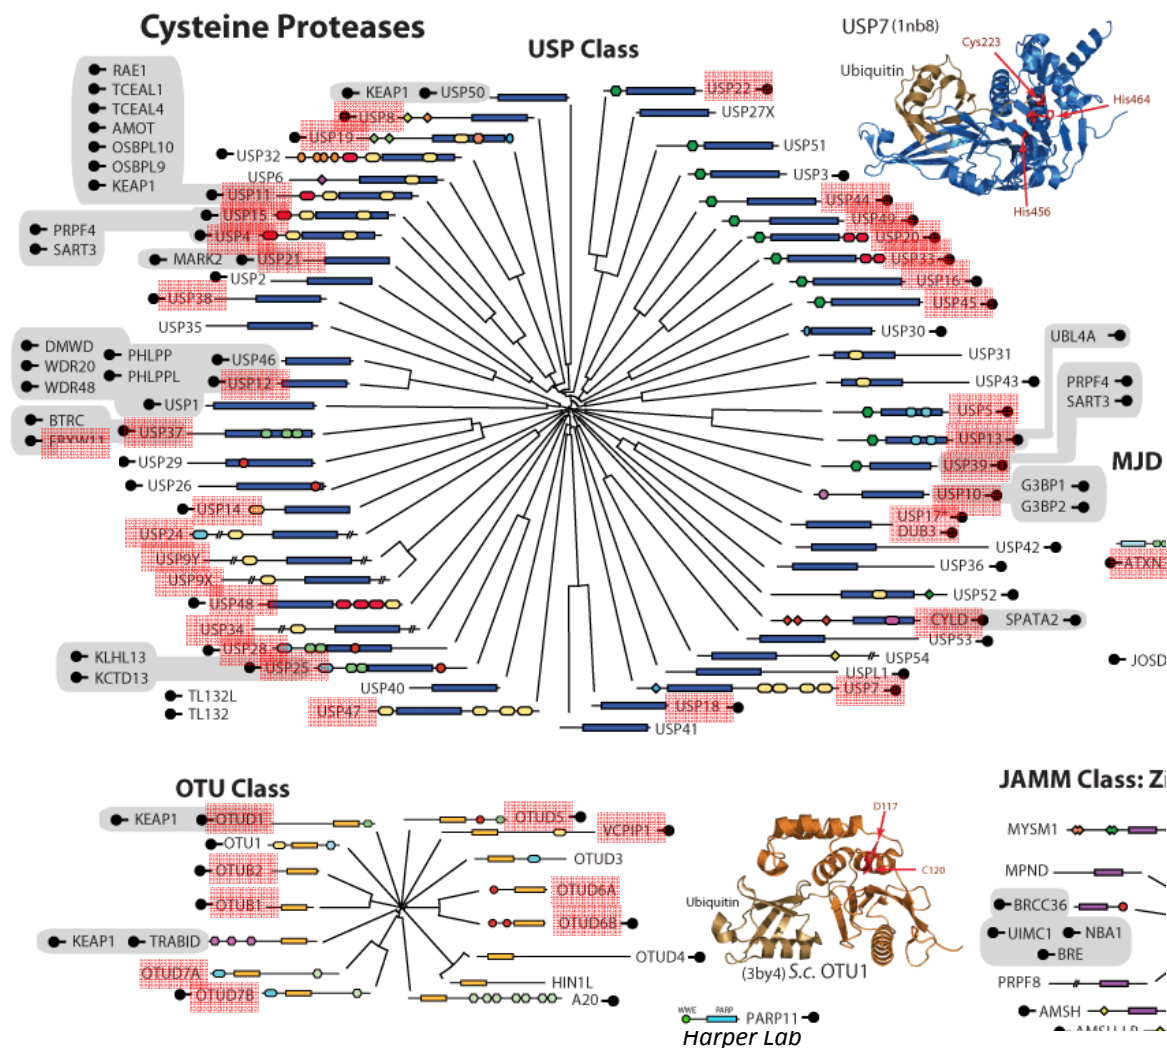 Cysteine Proteases
USP Class
USP7 (1nb8)
Cys223
Ubiquitin
His464
His456
RAE1
TCEAL1
TCEAL4
AMOT
OSBPL10
OSBPL9
KEAP1
KEAP1
USP50
USP8
USP19
USP32
USP6
USP11
USP15
USP4
PRPF4
SART3
MARK2
USP21
USP2
USP38
USP35
DMWD
WDR20
WDR48
PHLPP
PHLPPL
USP46
USP12
USP1
BTRC
FBXW11
USP37
USP29
USP26
USP14
USP24
USP9Y
USP9X
USP48
USP34
USP28
USP25
KLHL13
KCTD13
TL132L
TL132
USP40
USP47
USP22
USP27X
USP51
USP3
USP44
USP49
USP20
USP33
USP16
USP45
USP30
USP31
USP43
UBL4A
PRPF4
SART3
USP5
USP13
USP39
USP10
G3BP1
G3BP2
USP17*
DUB3
USP42
USP36
USP52
CYLD
SPATA2
USP53
USP54
USPL1
USP7
USP18
USP41
MJD
ATXN
JOSD
OTU Class
KEAP1
OTUD1
OTU1
OTUB2
OTUB1
KEAP1
TRABID
OTUD7A
OTUD7B
OTUD5
VCPIP1
OTUD3
OTUD6A
OTUD6B
OTUD4
HIN1L
A20
D117
C120
Ubiquitin
(3by4) S.c. OTU1
WWE
PARP
PARP11
Harper Lab
JAMM Class: Zi
MYSM1
MPND
BRCC36
UIMC1
NBA1
BRE
PRPF8
AMSH
AMSH-LP